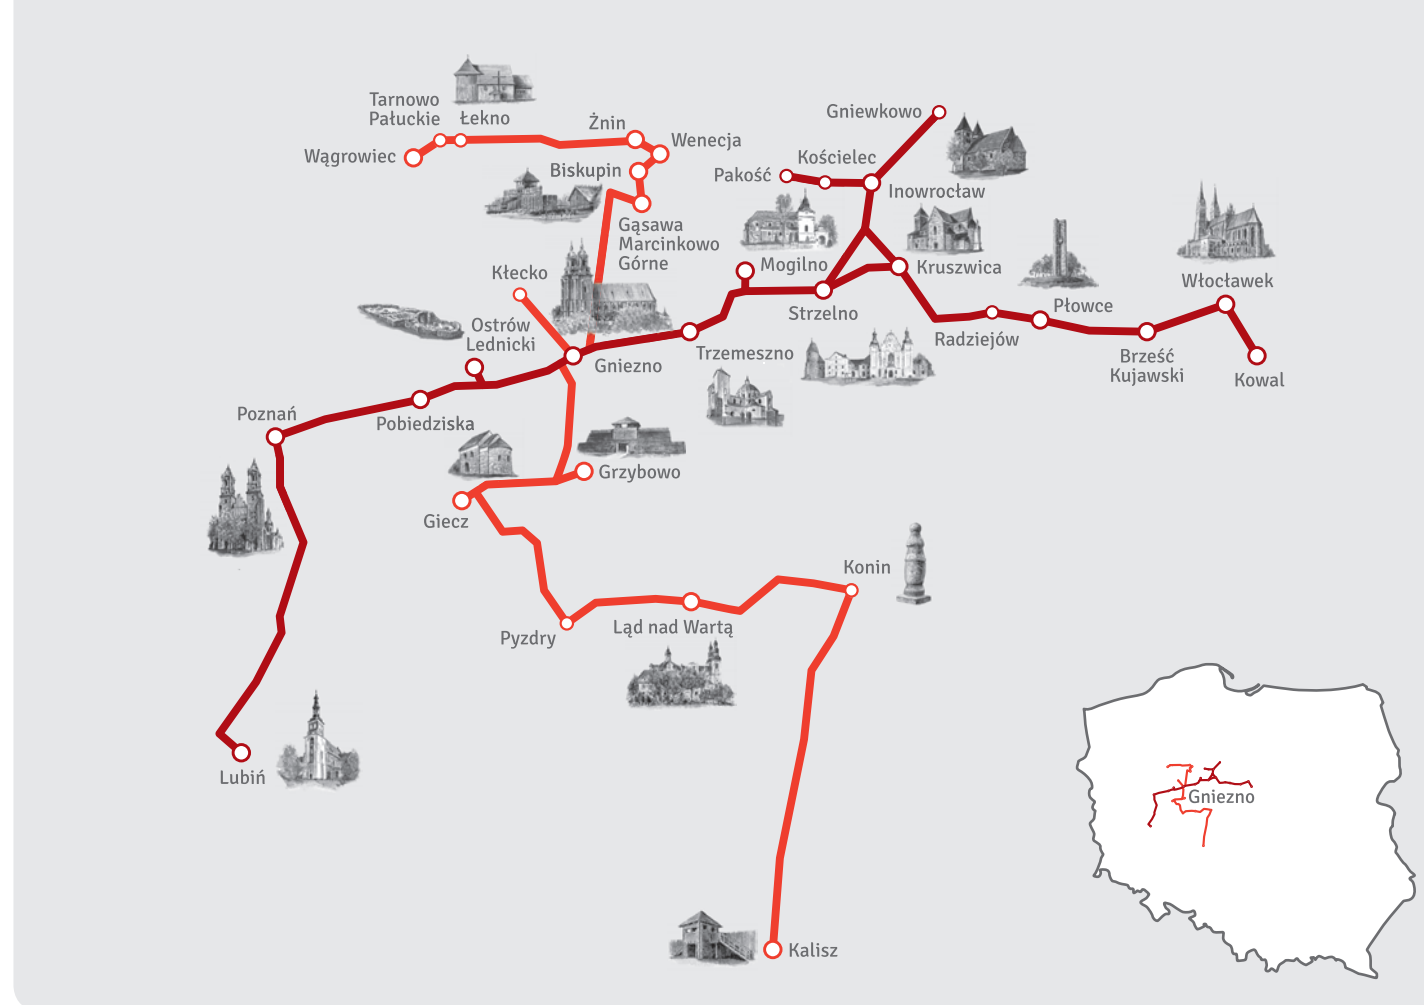 Tarnowo
Pałuckie
Łekno
Żnin
Gniewkowo
Wenecja
Wągrowiec
Kościelec
Biskupin
Pakość
Inowrocław
Gąsawa
Marcinkowo
Górne
Kłecko
Mogilno
Kruszwica
Włocławek
Strzelno
Płowce
Ostrów
Lednicki
Radziejów
Trzemeszno
Brześć
Kujawski
Gniezno
Kowal
Poznań
Pobiedziska
Grzybowo
Giecz
Konin
Pyzdry
Ląd nad Wartą
Lubiń
Gniezno
Kalisz